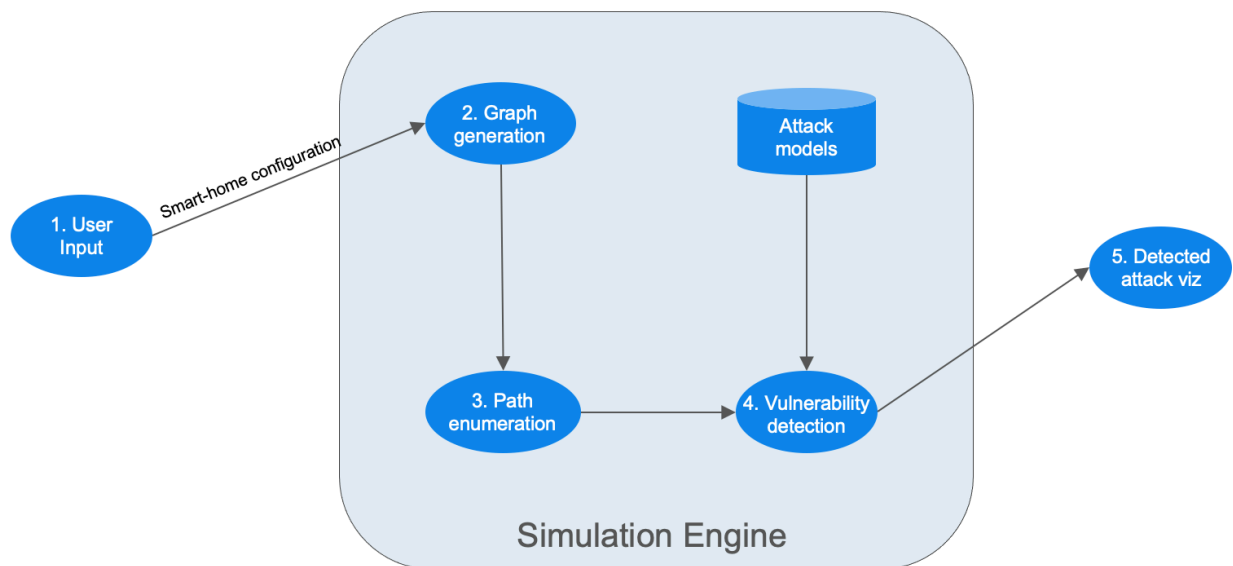 1. User
Input
Smart-home configuration
2. Graph
generation
Attack
models
3. Path
enumeration
4. Vulnerability
detection
5. Detected
attack viz
Simulation Engine